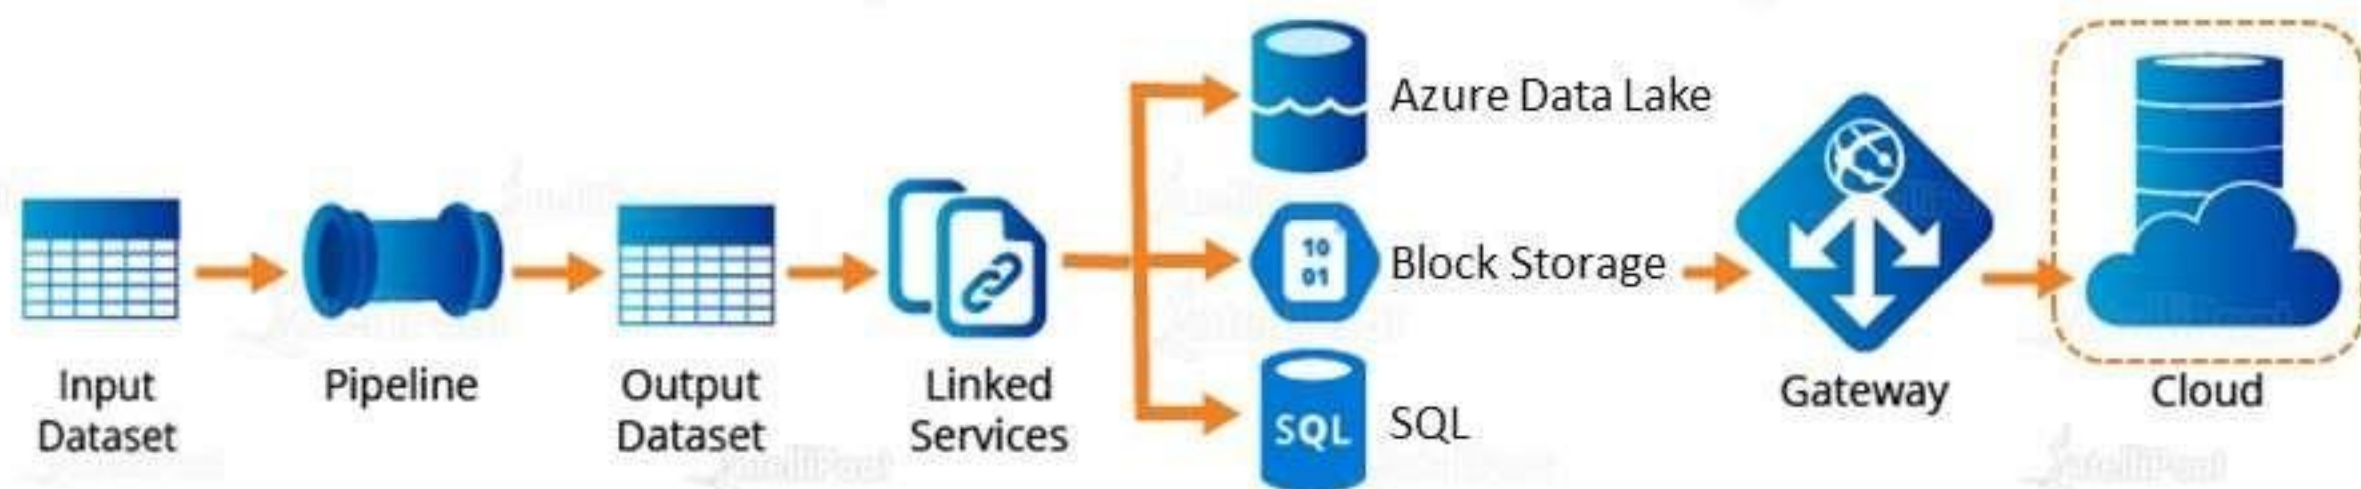 Input
Dataset
Pipeline
Output
Dataset
Linked
Services
Azure Data Lake
10
01
Block Storage
SQL
SQL
Gateway
Cloud